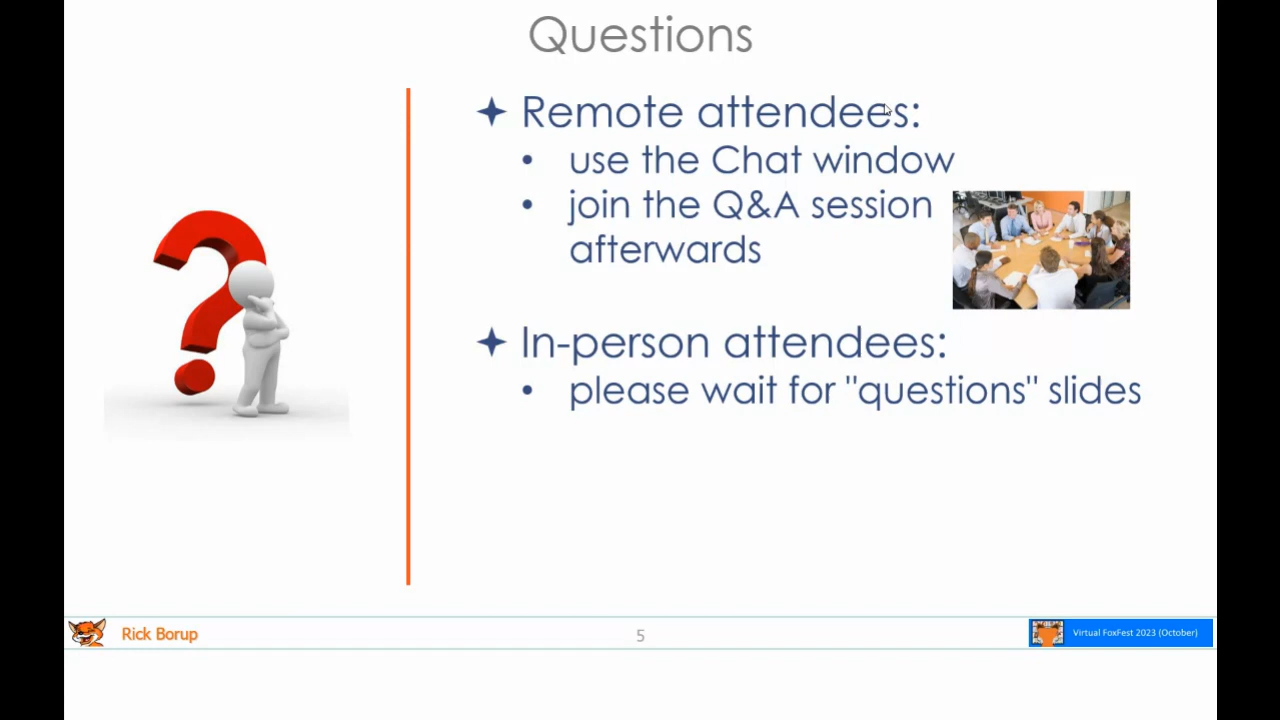 Questions
Remote attendees:
• use the Chat window
• join the Q&A session
afterwards
In-person attendees:
• please wait for "questions" slides
Rick Borup
5
Virtual FoxFest 2023 (October)